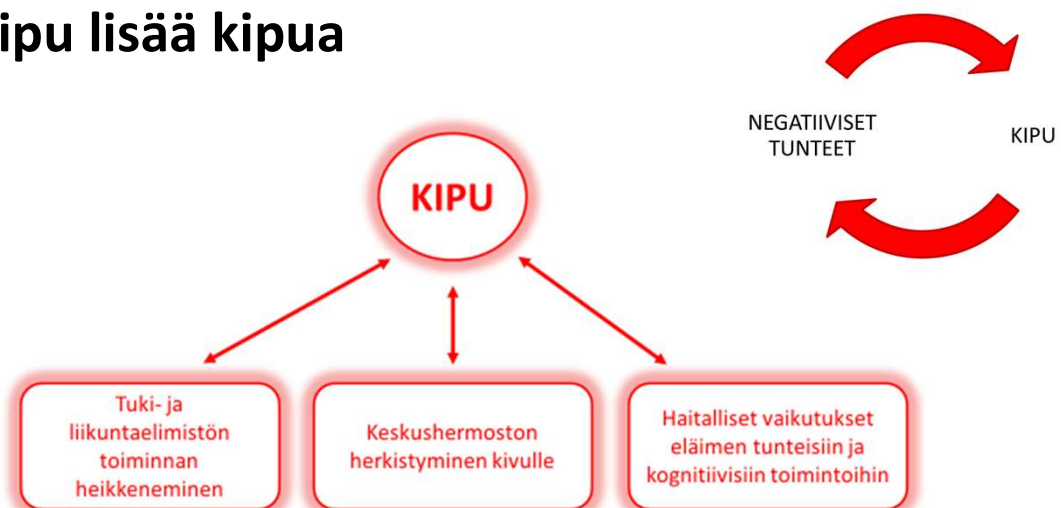 ipu lisää kipua
NEGATIIVISET
TUNTEET
KIPU
KIPU
Tuki- ja
liikuntaelimistön
toiminnan
heikkeneminen
Keskushermoston
herkistyminen kivulle
Haitalliset vaikutukset
eläimen tunteisiin ja
kognitiivisiin toimintoihin